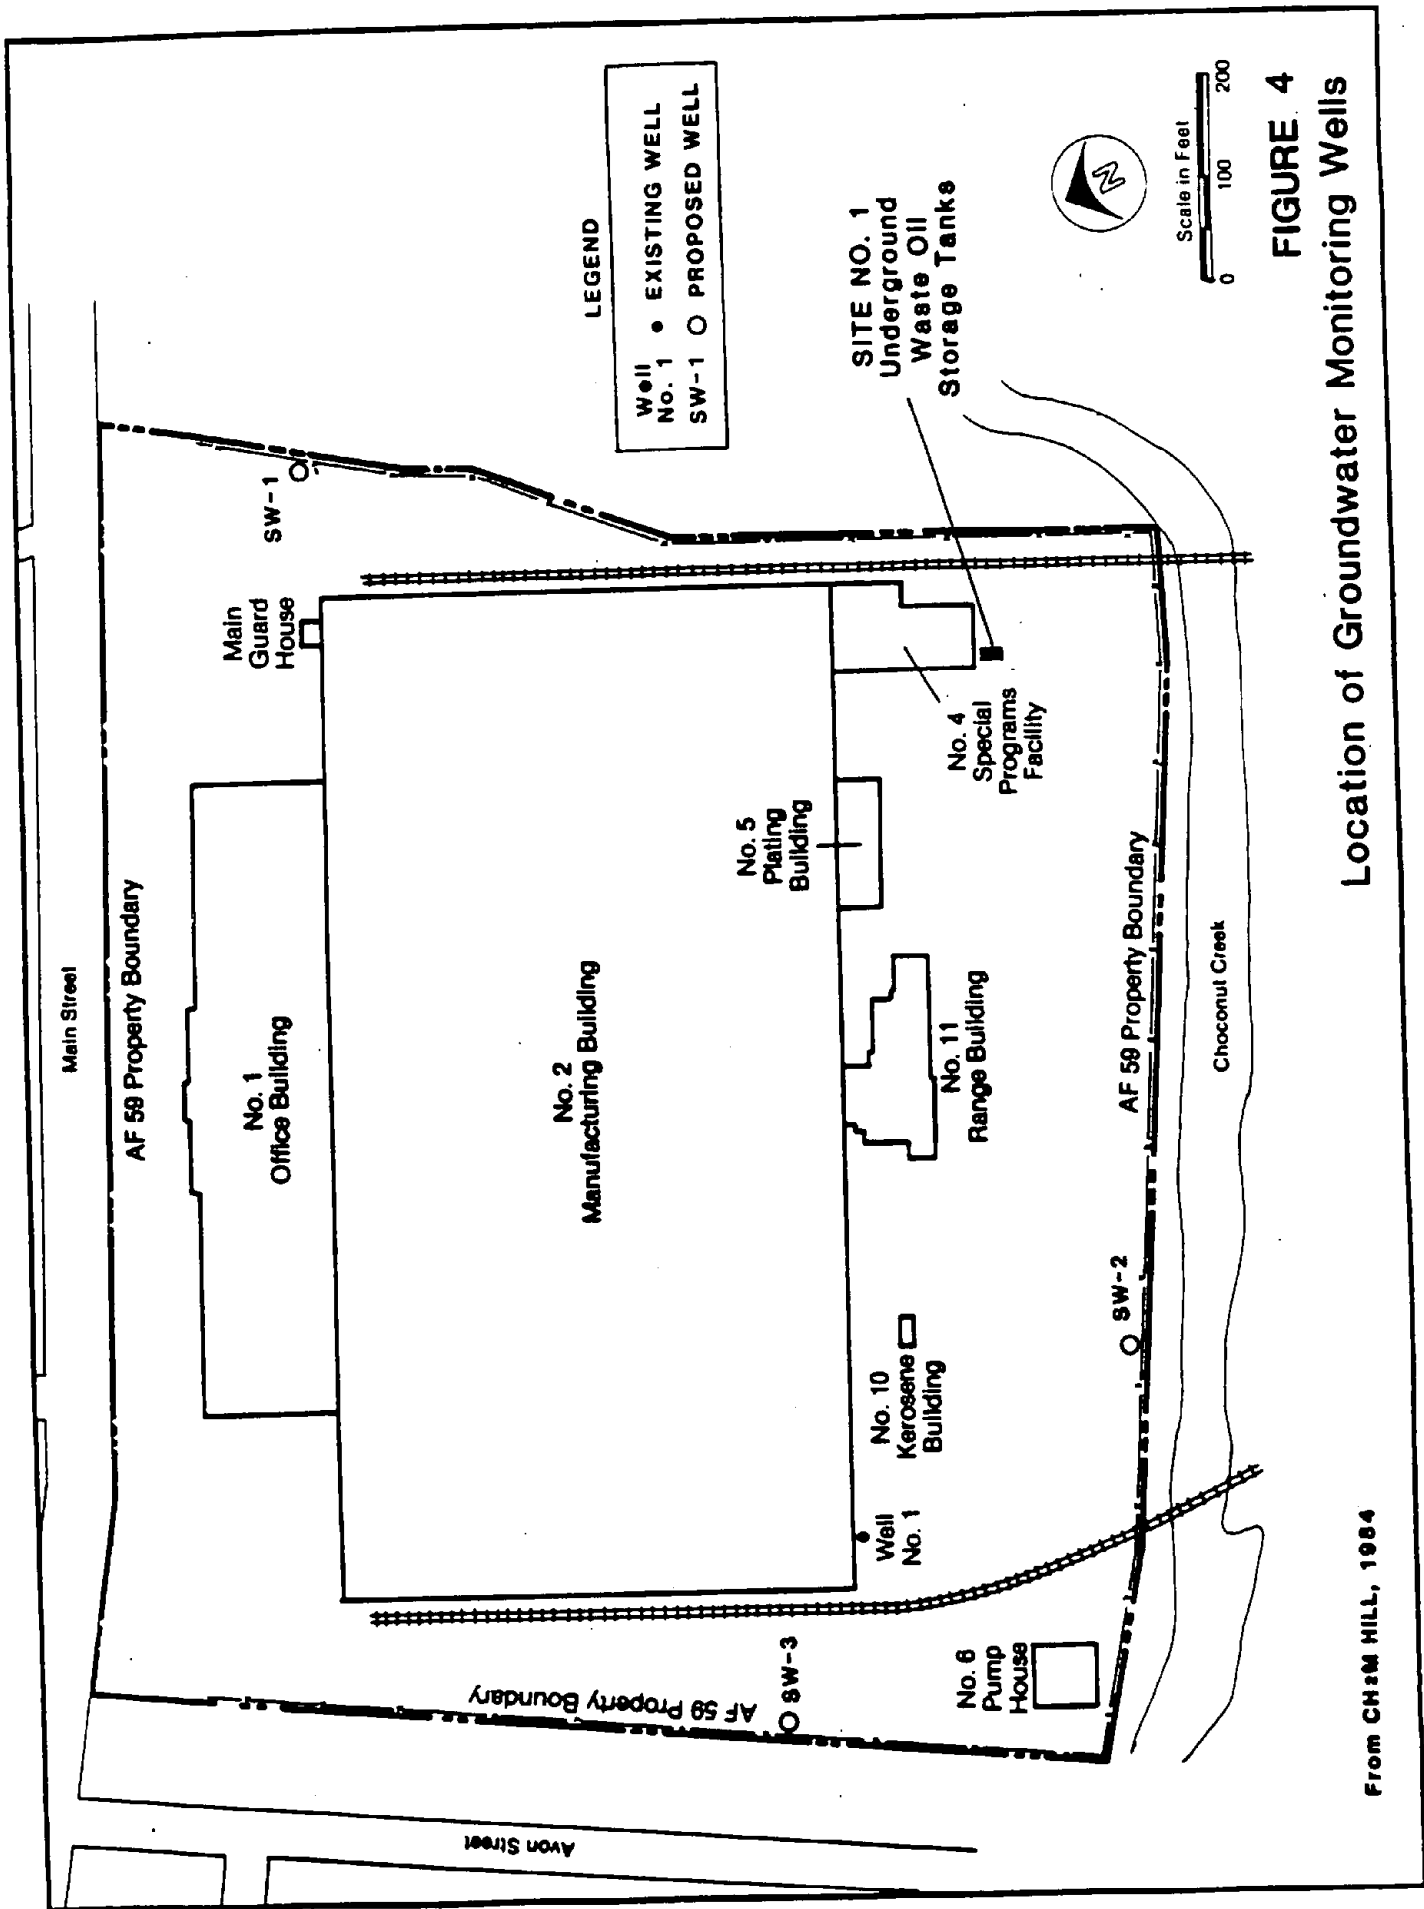 Main Street
AF 59 Property Boundary
No. 1
Office Building
Main
Guard
House
SW-1
LEGEND
Well
No. 1 ● EXISTING WELL
SW-1 ○ PROPOSED WELL
No. 2
Manufacturing Building
No. 5
Plating
Building
No. 4
Special
Programs
Facility
SITE NO. 1
Underground
Waste Oil
Storage Tanks
No. 11
Range Building
No. 10
Kerosene
Building
Well
No. 1
SW-2
SW-3
AF 59 Property Boundary
No. 6
Pump
House
Avon Street
AF 59 Property Boundary
Choconut Creek
N
Scale in Feet
0 100 200
FIGURE 4
Location of Groundwater Monitoring Wells
From CH2M HILL, 1984